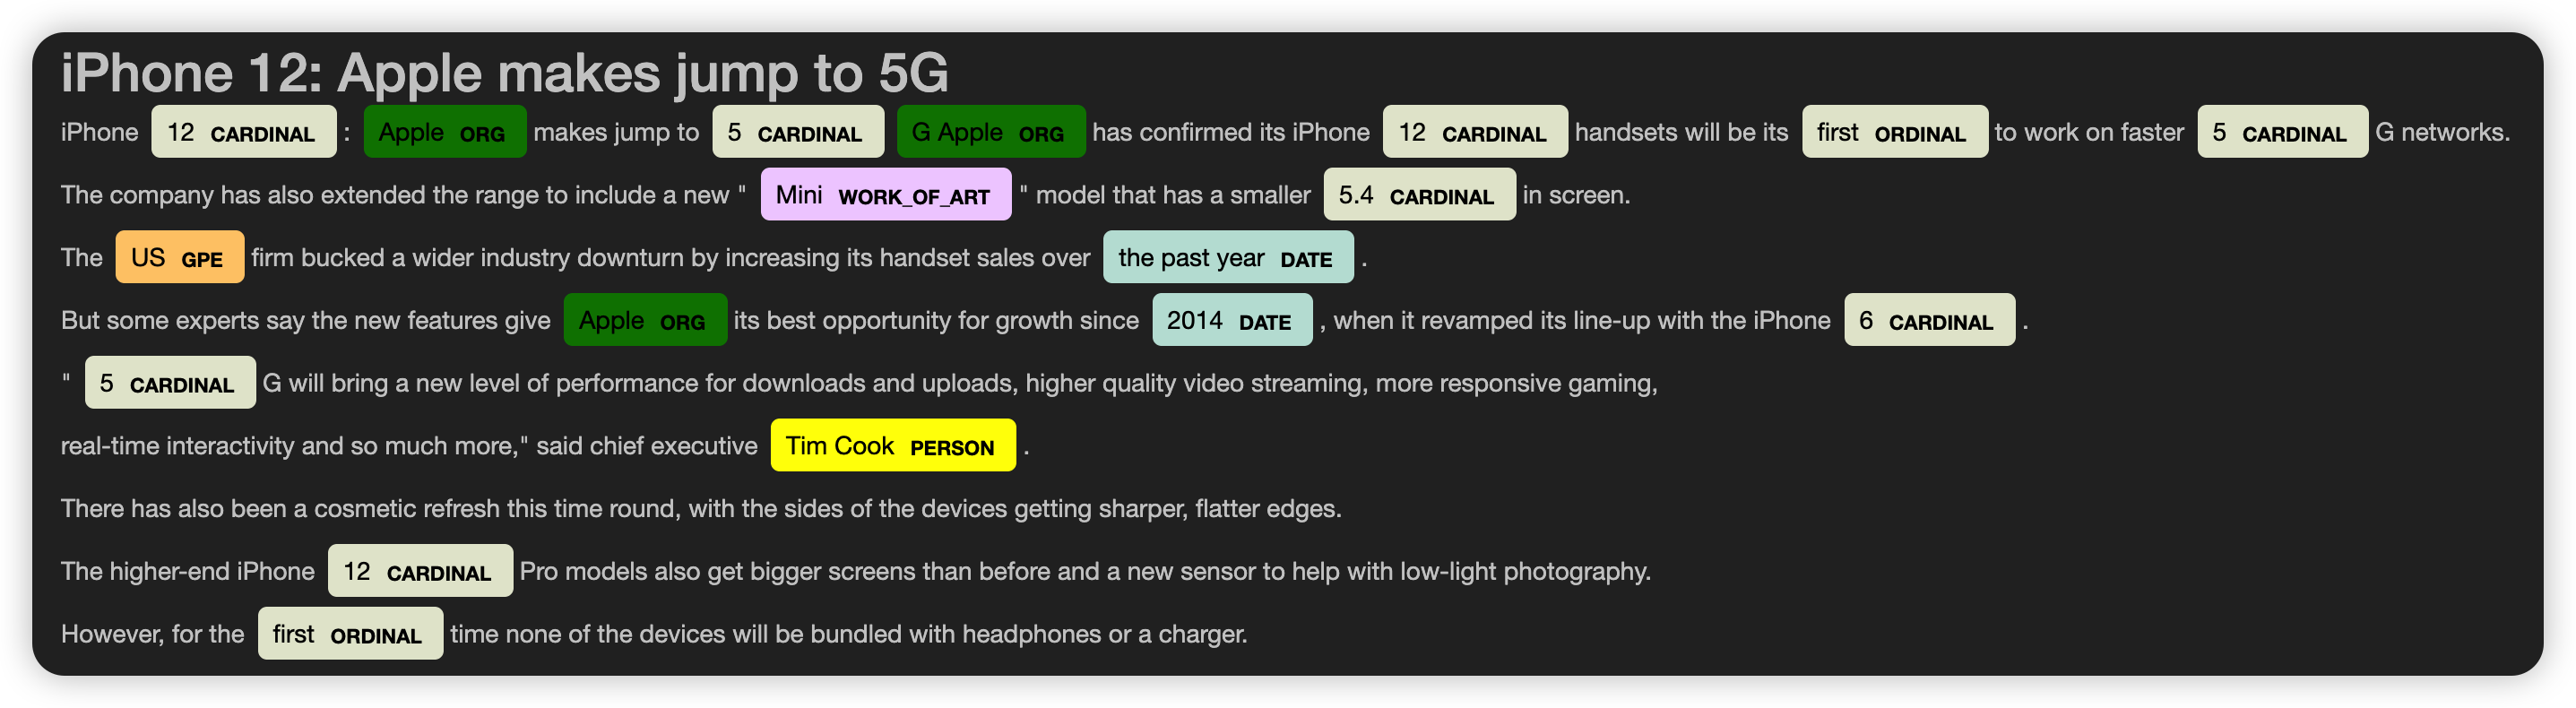 iPhone 12: Apple makes jump to 5G
iPhone 12 CARDINAL : Apple ORG makes jump to 5 CARDINAL G Apple ORG has confirmed its iPhone 12 CARDINAL handsets will be its first ORDINAL to work on faster 5 CARDINAL G networks.
The company has also extended the range to include a new " Mini WORK_OF_ART " model that has a smaller 5.4 CARDINAL in screen.
The US GPE firm bucked a wider industry downturn by increasing its handset sales over the past year DATE .
But some experts say the new features give Apple ORG its best opportunity for growth since 2014 DATE , when it revamped its line-up with the iPhone 6 CARDINAL .
" 5 CARDINAL G will bring a new level of performance for downloads and uploads, higher quality video streaming, more responsive gaming,
real-time interactivity and so much more," said chief executive Tim Cook PERSON .
There has also been a cosmetic refresh this time round, with the sides of the devices getting sharper, flatter edges.
The higher-end iPhone 12 CARDINAL Pro models also get bigger screens than before and a new sensor to help with low-light photography.
However, for the first ORDINAL time none of the devices will be bundled with headphones or a charger.